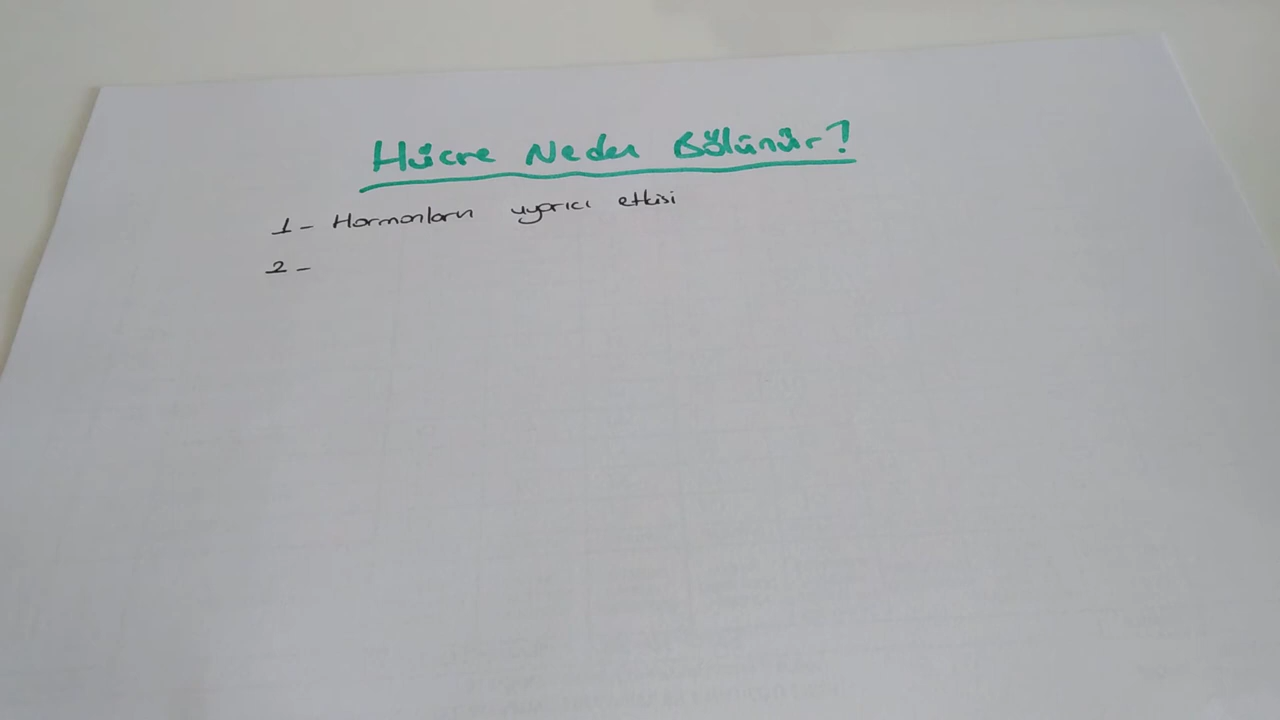 Hücre Neden Bölünür?
1- Hormonların uyarıcı etkisi
2-